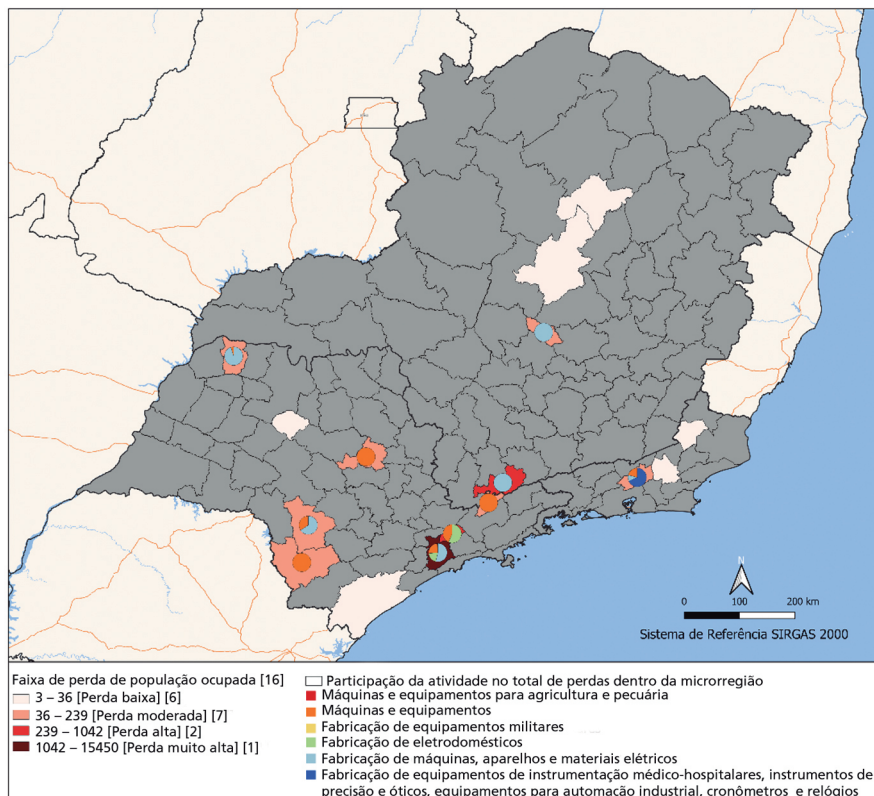 N
0 100 200 km
Sistema de Referência SIRGAS 2000
Faixa de perda de população ocupada [16]
3 – 36 [Perda baixa] [6]
36 – 239 [Perda moderada] [7]
239 – 1042 [Perda alta] [2]
1042 – 15450 [Perda muito alta] [1]
Participação da atividade no total de perdas dentro da microrregião
Máquinas e equipamentos para agricultura e pecuária
Máquinas e equipamentos
Fabricação de equipamentos militares
Fabricação de eletrodomésticos
Fabricação de máquinas, aparelhos e materiais elétricos
Fabricação de equipamentos de instrumentação médico-hospitalares, instrumentos de
precisão e óticos, equipamentos para automação industrial, cronômetros e relógios